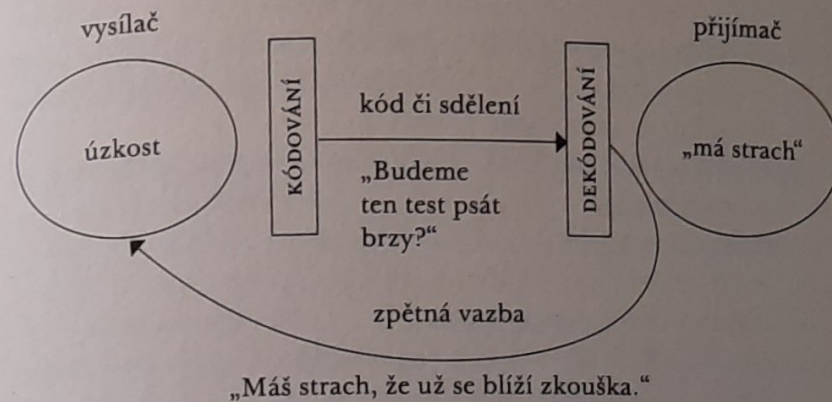 vysílač
přijímač
úzkost
KÓDOVÁNÍ
kód či sdělení
„Budeme
ten test psát
brzy?“
DEKÓDOVÁNÍ
„má strach“
zpětná vazba
„Máš strach, že už se blíží zkouška.“